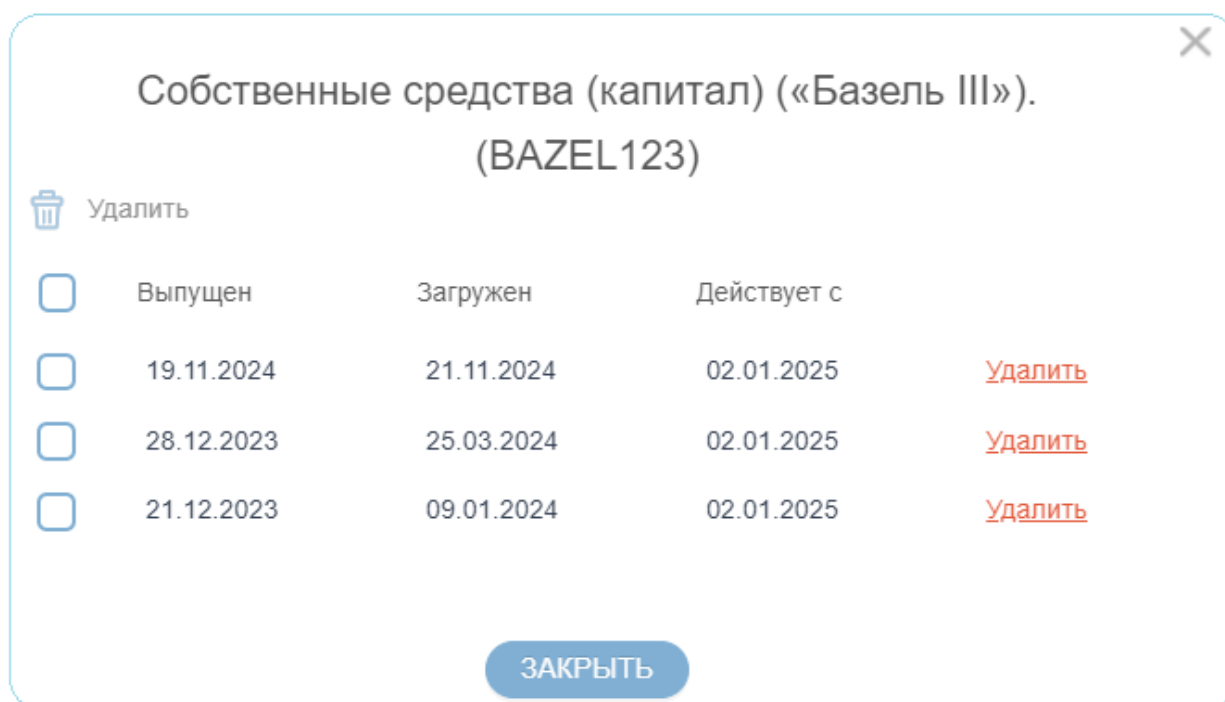 Собственные средства (капитал) («Базель III»).
(BAZEL123)
Удалить
Выпущен Загружен Действует с
19.11.2024 21.11.2024 02.01.2025 Удалить
28.12.2023 25.03.2024 02.01.2025 Удалить
21.12.2023 09.01.2024 02.01.2025 Удалить
ЗАКРЫТЬ